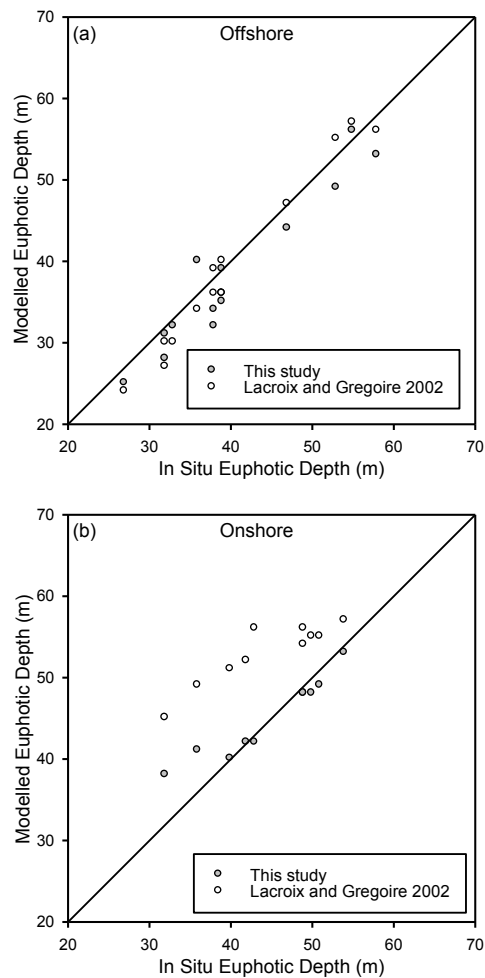 70
(a)
Offshore
60
50
40
30
20
Modelled Euphotic Depth (m)
This study
Lacroix and Gregoire 2002
20 30 40 50 60 70
In Situ Euphotic Depth (m)
70
(b)
Onshore
60
50
40
30
20
Modelled Euphotic Depth (m)
This study
Lacroix and Gregoire 2002
20 30 40 50 60 70
In Situ Euphotic Depth (m)